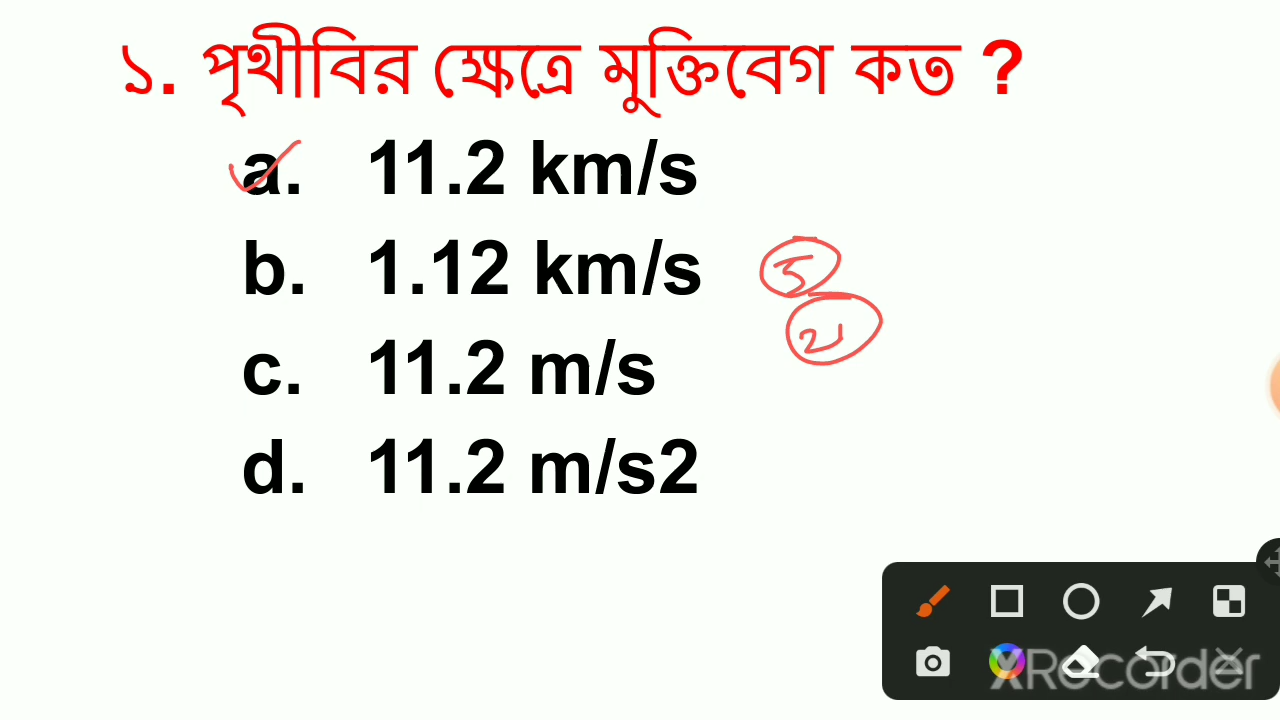 ১. পৃথীবির ক্ষেত্রে মুক্তিবেগ কত ?
a. 11.2 km/s
b. 1.12 km/s
c. 11.2 m/s
d. 11.2 m/s2
XRecorder